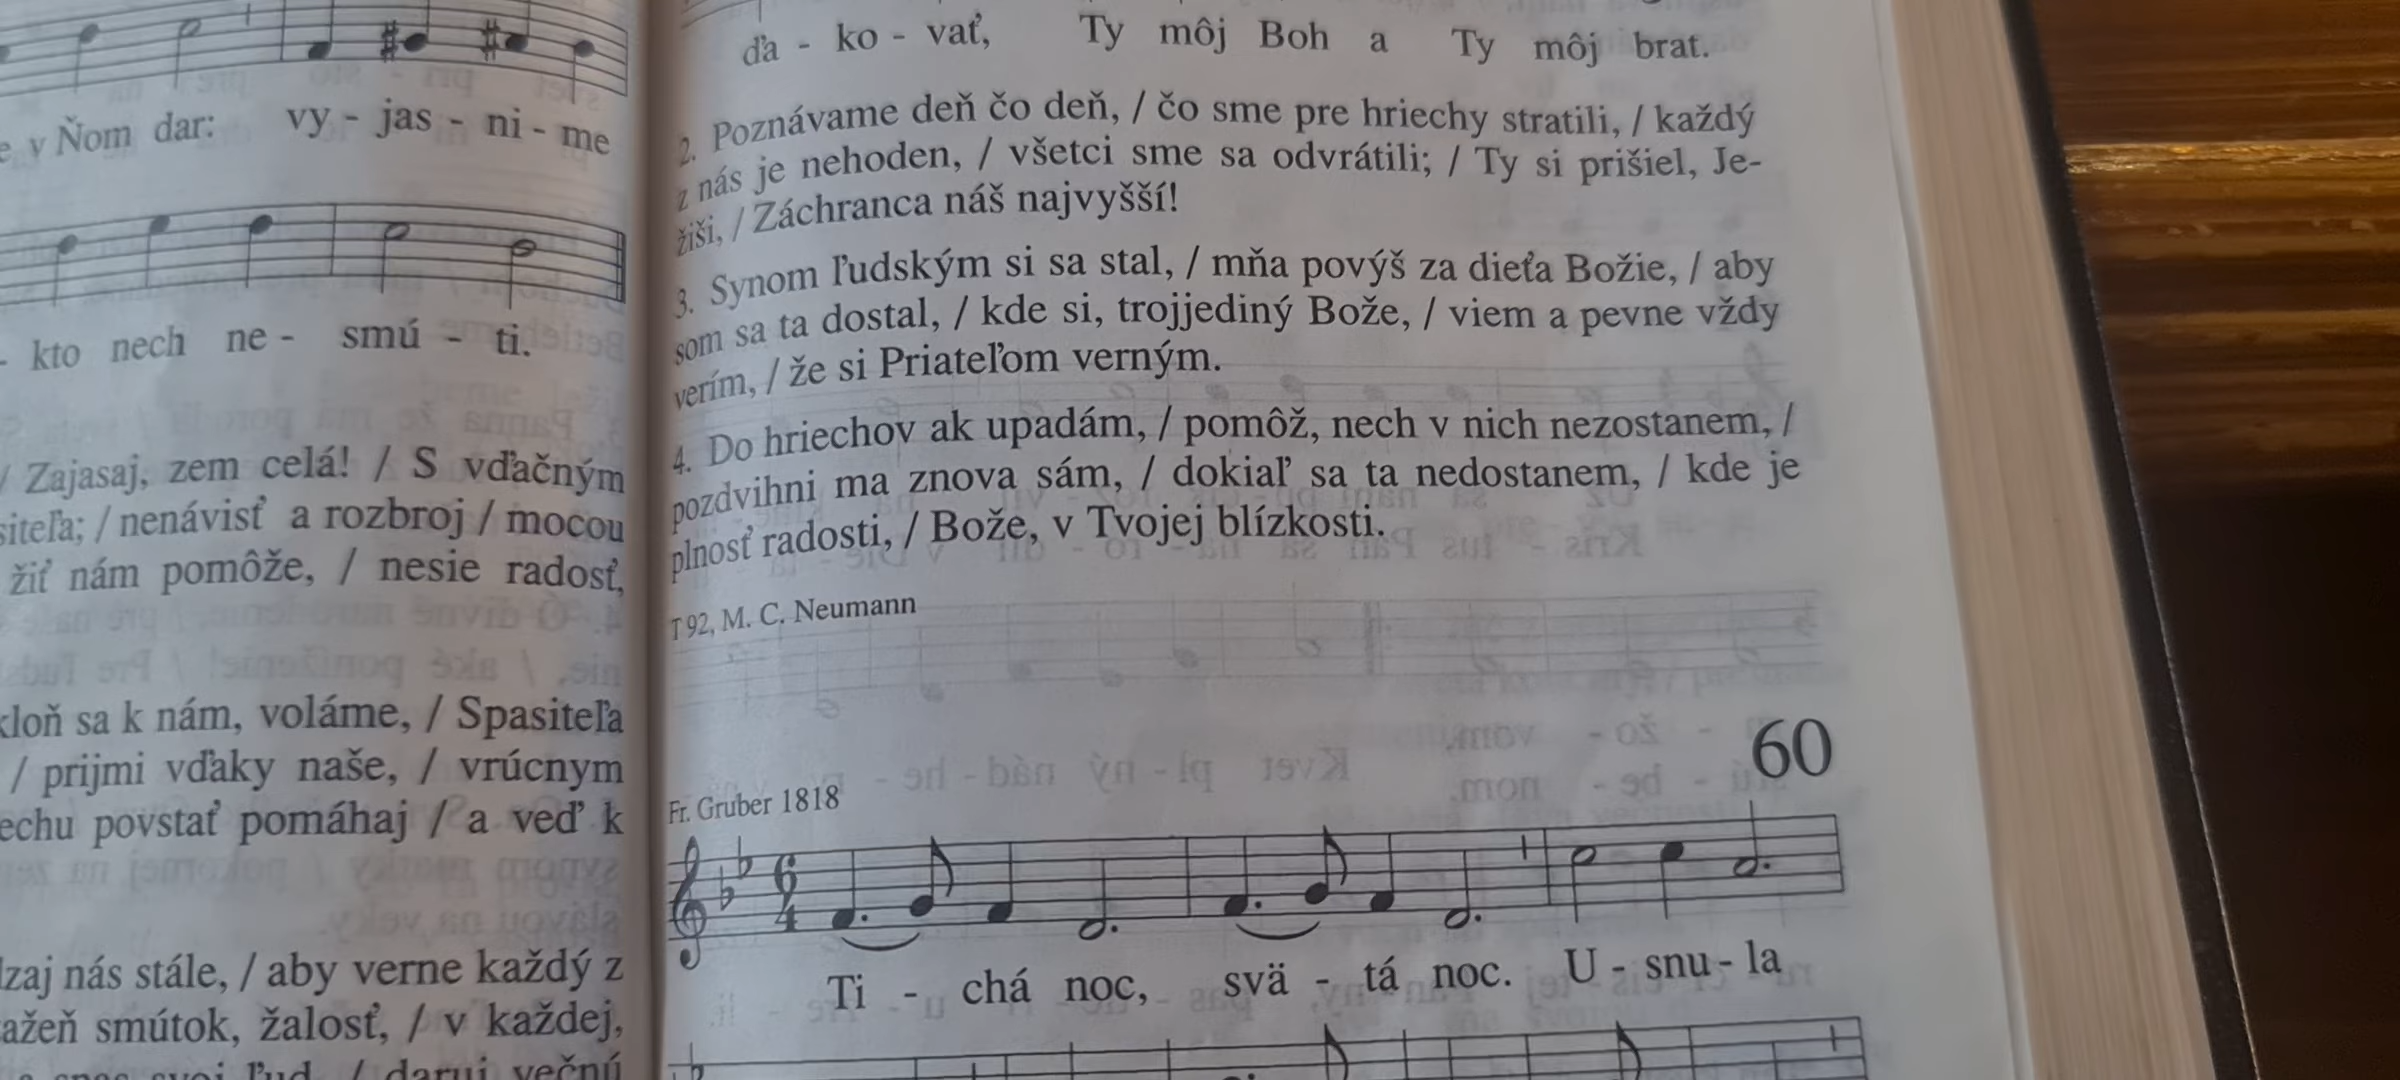 v Ňom dar: vy - jas - ni - me
- kto nech ne - smú - ti.
/ Zajasaj, zem celá! / S vďačným
/ nenávisť a rozbroj / mocou
žiť nám pomôže, / nesie radosť,
sa k nám, voláme, / Spasiteľa
/ prijmi vďaky naše, / vrúcnym
povstať pomáhaj / a veď k
nás stále, / aby verne každý z
smútok, žalosť, / v každej,
ďa - ko - vať, Ty môj Boh a Ty môj brat.
2. Poznávame deň čo deň, / čo sme pre hriechy stratili, / každý
z nás je nehoden, / všetci sme sa odvrátili; / Ty si prišiel, Je-
žiši, / Záchranca náš najvyšší!
3. Synom ľudským si sa stal, / mňa povýš za dieťa Božie, / aby
som sa ta dostal, / kde si, trojjediný Bože, / viem a pevne vždy
verím, / že si Priateľom verným.
4. Do hriechov ak upadám, / pomôž, nech v nich nezostanem, /
pozdvihni ma znova sám, / dokiaľ sa ta nedostanem, / kde je
plnosť radosti, / Bože, v Tvojej blízkosti.
T 92, M. C. Neumann
60
Fr. Gruber 1818
6
4
Ti - chá noc, svä - tá noc. U - snu - la